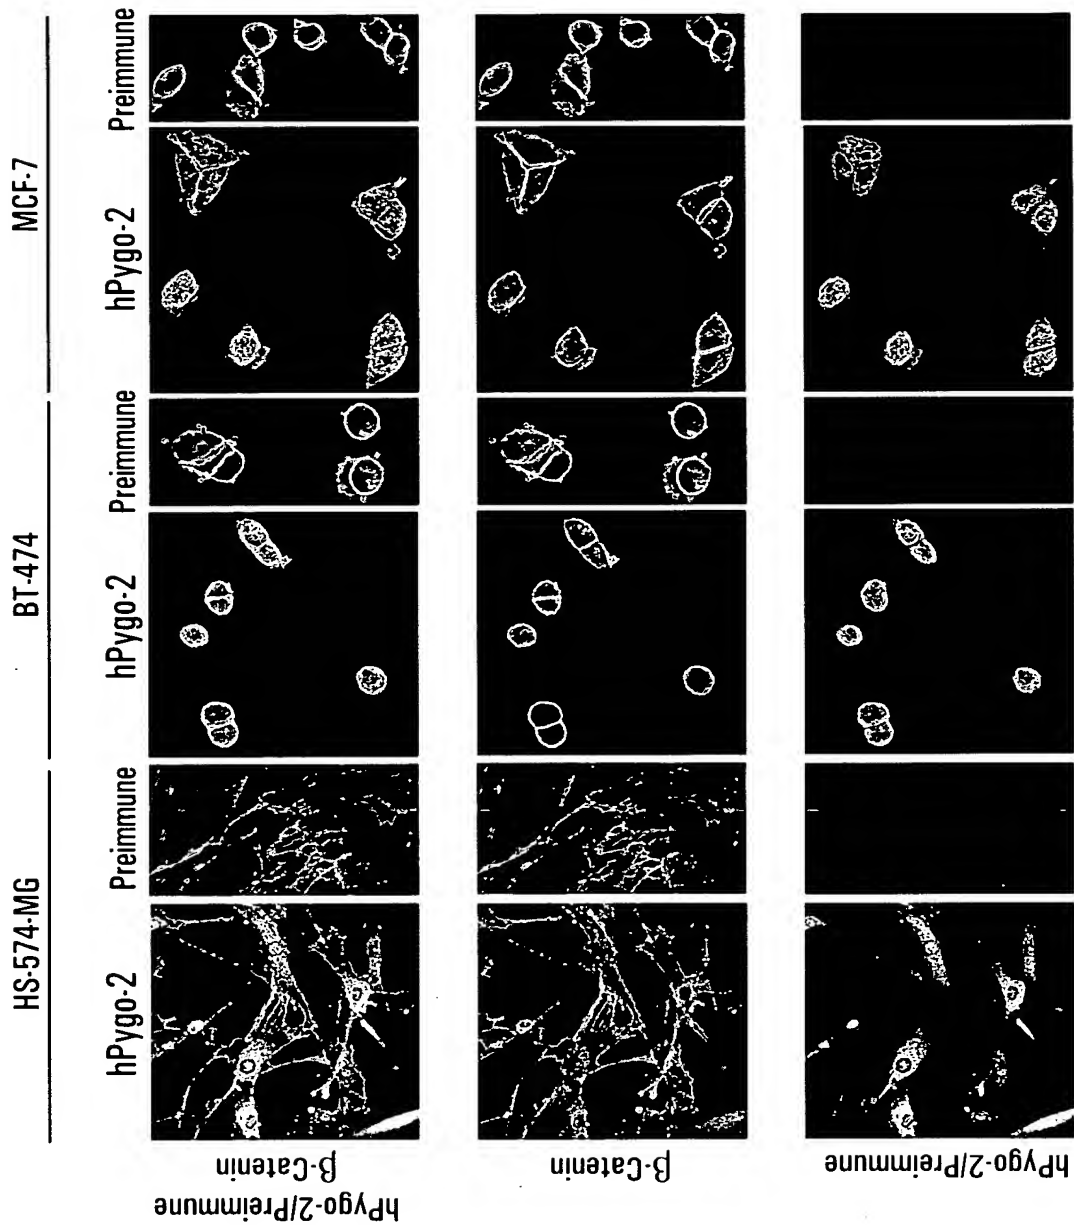 HS-574-MG
BT-474
MCF-7
hPygo-2
Preimmune
hPygo-2
Preimmune
hPygo-2
Preimmune
hPygo-2/Preimmune
β-Catenin
β-Catenin
hPygo-2/Preimmune